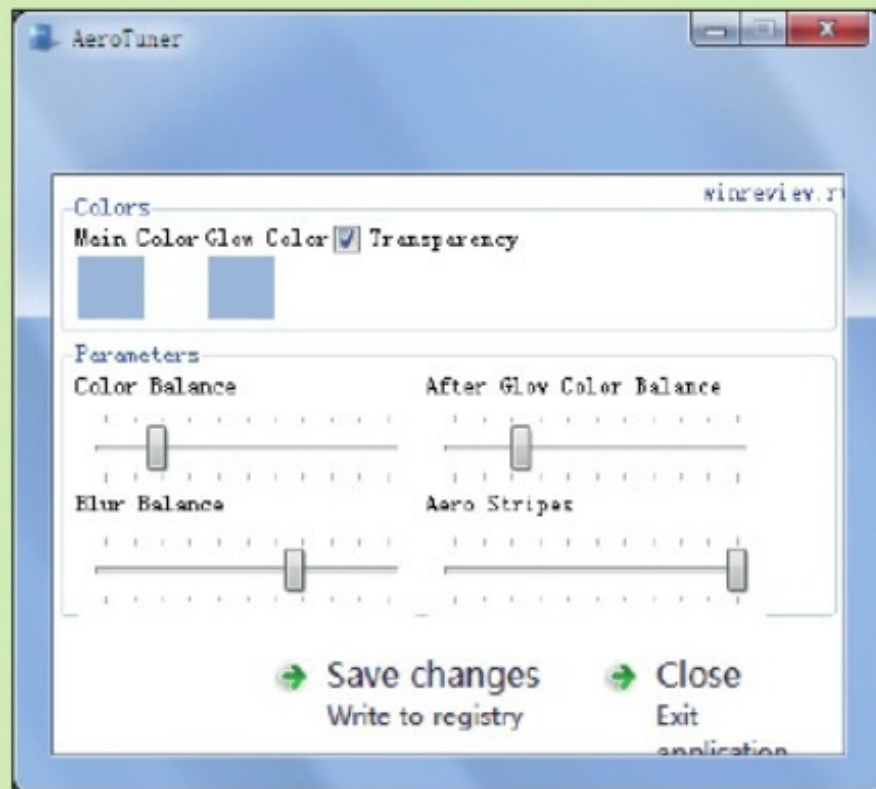 AeroTuner
winreview.r
Colors
Main Color Glow Color Transparency
Parameters
Color Balance After Glow Color Balance
Blur Balance Aero Stripes
Save changes Close
Write to registry Exit
application